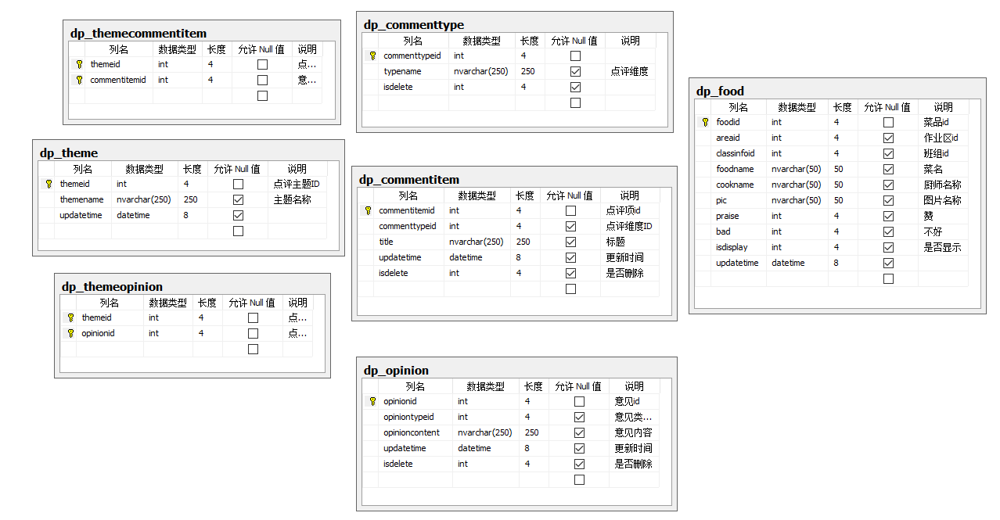 dp_themecommentitem
列名 数据类型 长度 允许 Null 值 说明
themeid int 4 点...
commentitemid int 4 意...
dp_commenttype
列名 数据类型 长度 允许 Null 值 说明
commenttypeid int 4
typename nvarchar(250) 250 点评维度
isdelete int 4
dp_food
列名 数据类型 长度 允许 Null 值 说明
foodid int 4 菜品id
areaid int 4 作业区id
classinfoid int 4 班组id
foodname nvarchar(50) 50 菜名
cookname nvarchar(50) 50 厨师名称
pic nvarchar(50) 50 图片名称
praise int 4 赞
bad int 4 不好
isdisplay int 4 是否显示
updatetime datetime 8
dp_theme
列名 数据类型 长度 允许 Null 值 说明
themeid int 4 点评主题ID
themename nvarchar(250) 250 主题名称
updatetime datetime 8
dp_commentitem
列名 数据类型 长度 允许 Null 值 说明
commentitemid int 4 点评项id
commenttypeid int 4 点评维度ID
title nvarchar(250) 250 标题
updatetime datetime 8 更新时间
isdelete int 4 是否删除
dp_themeopinion
列名 数据类型 长度 允许 Null 值 说明
themeid int 4 点...
opinionid int 4 点...
dp_opinion
列名 数据类型 长度 允许 Null 值 说明
opinionid int 4 意见id
opiniontypeid int 4 意见类...
opinioncontent nvarchar(250) 250 意见内容
updatetime datetime 8 更新时间
isdelete int 4 是否删除